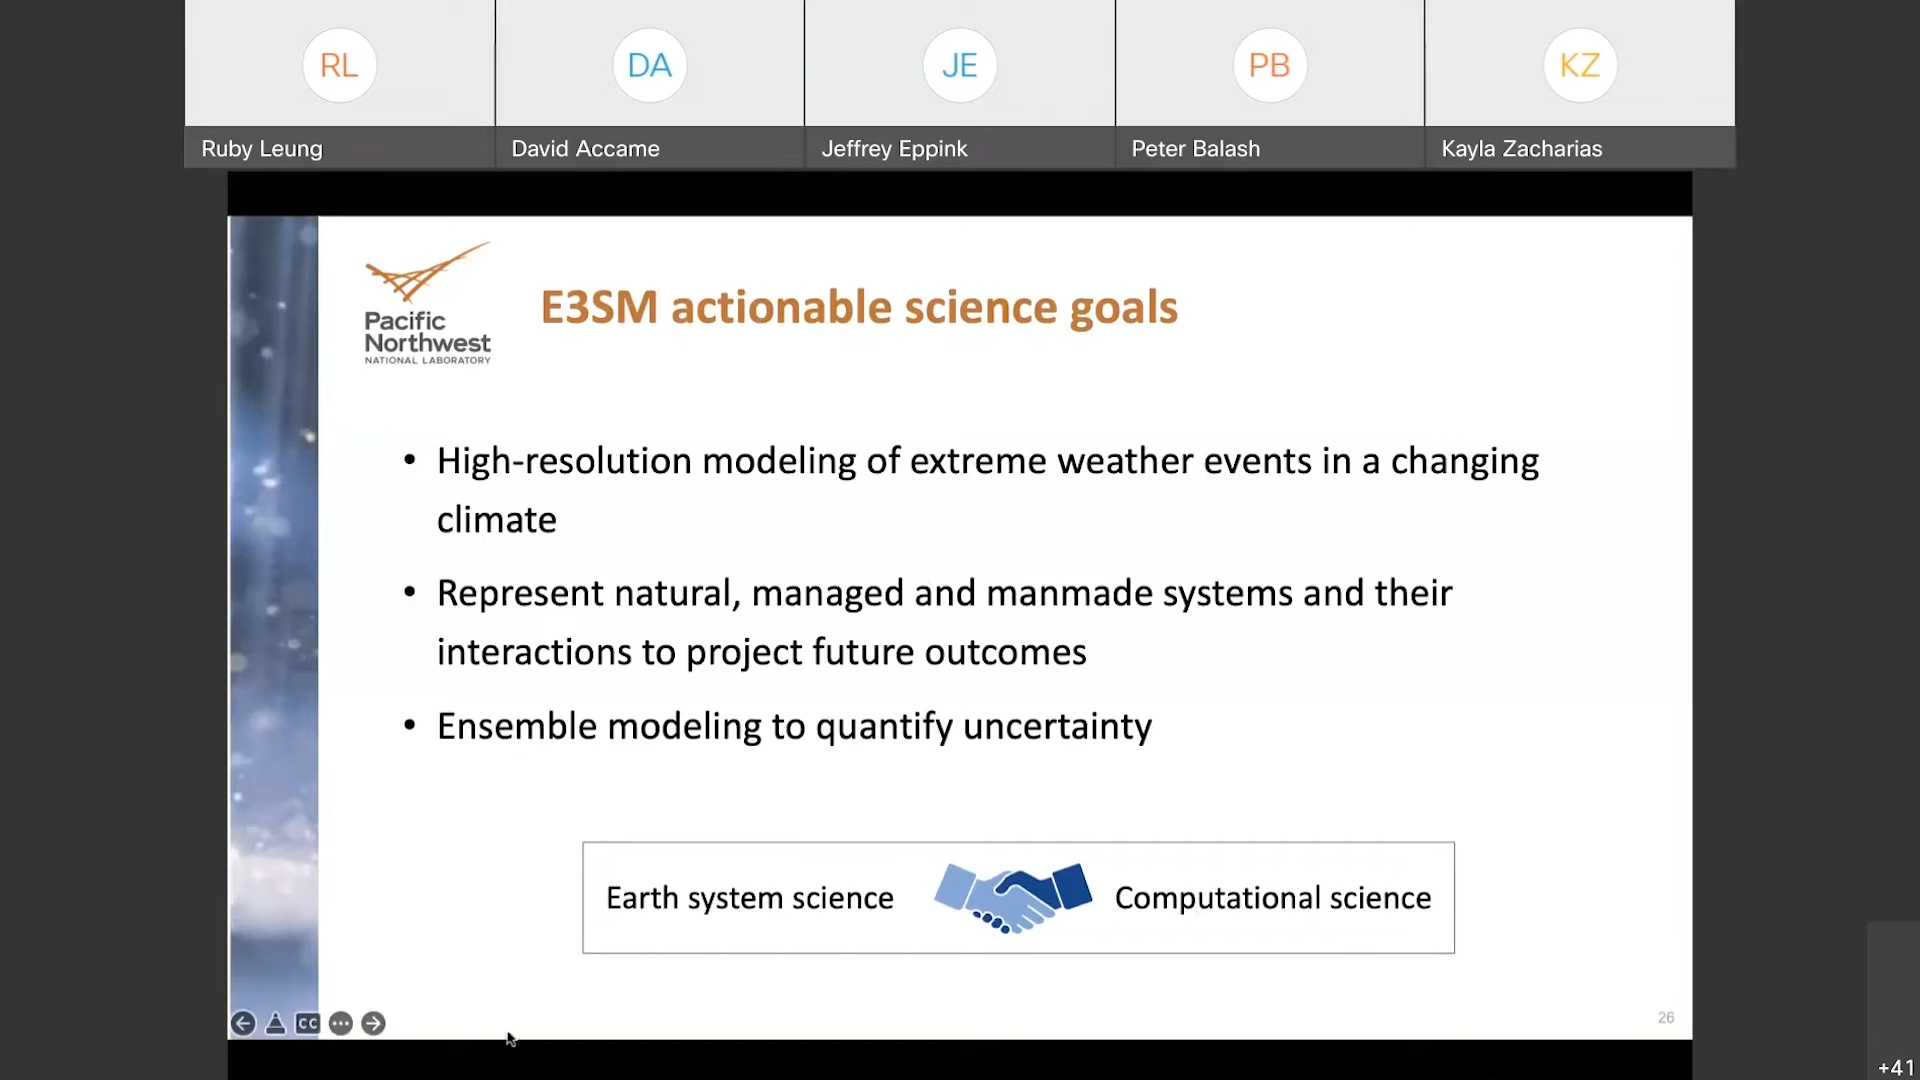 RL
DA
JE
PB
KZ
Ruby Leung
David Accame
Jeffrey Eppink
Peter Balash
Kayla Zacharias
Pacific
Northwest
NATIONAL LABORATORY
E3SM actionable science goals
• High-resolution modeling of extreme weather events in a changing
climate
• Represent natural, managed and manmade systems and their
interactions to project future outcomes
• Ensemble modeling to quantify uncertainty
Earth system science
Computational science
CC
26
+41